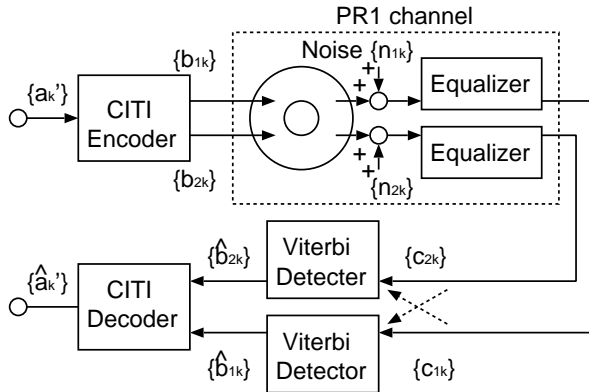 PR1 channel
{b1k}
Noise {n1k}
{ak’}
CITI
Encoder
+
+
Equalizer
Equalizer
+
+
{b2k}
{n2k}
{âk’}
CITI
Decoder
{b̂2k}
Viterbi
Detecter
{c2k}
{b̂1k}
Viterbi
Detector
{c1k}